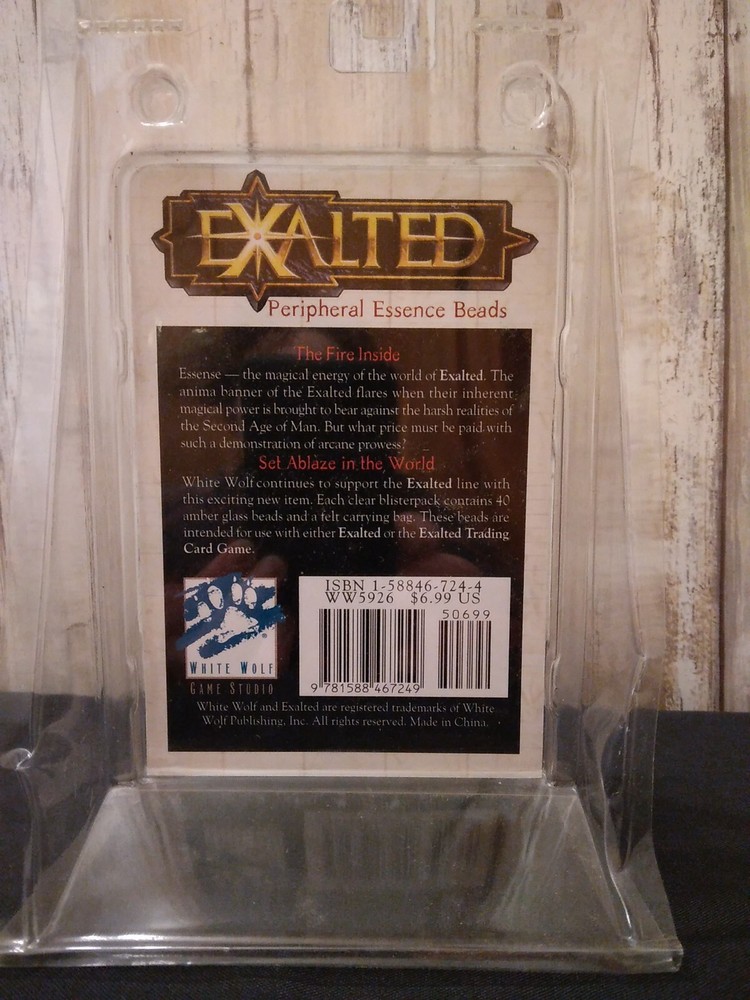 EXALTED
Peripheral Essence Beads
The Fire Inside
Essense — the magical energy of the world of Exalted. The
anima banner of the Exalted flares when their inherent
magical power is brought to bear against the harsh realities of
the Second Age of Man. But what price must be paid with
such a demonstration of arcane prowess?
Set Ablaze in the World
White Wolf continues to support the Exalted line with
this exciting new item. Each clear blisterpack contains 40
amber glass beads and a felt carrying bag. These beads are
intended for use with either Exalted or the Exalted Trading
Card Game.
ISBN 1-58846-724-4
WW5926 $6.99 US
50699
9 781588 467249
WHITE WOLF
GAME STUDIO
White Wolf and Exalted are registered trademarks of White
Wolf Publishing, Inc. All rights reserved. Made in China.